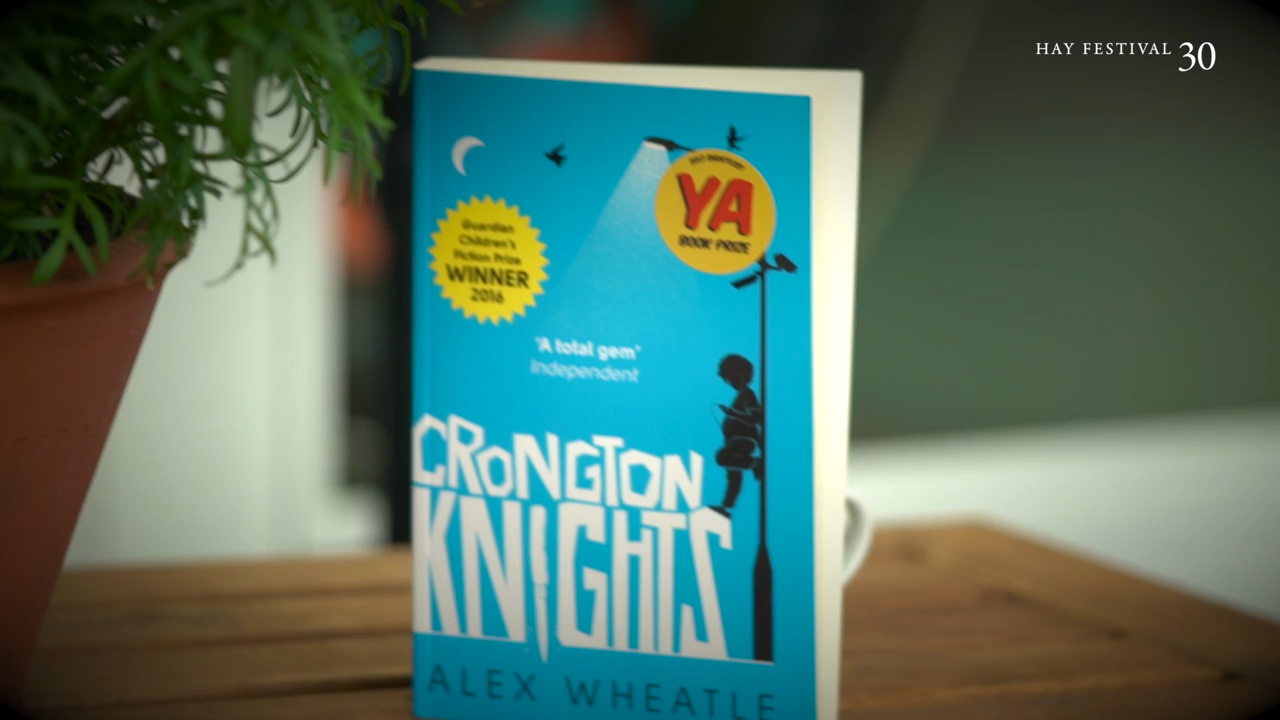 HAY FESTIVAL 30
YA
BOOK PRIZE
Guardian
Children's
Fiction Prize
WINNER
2016
'A total gem'
Independent
CRONGTON
KNIGHTS
ALEX WHEATLE